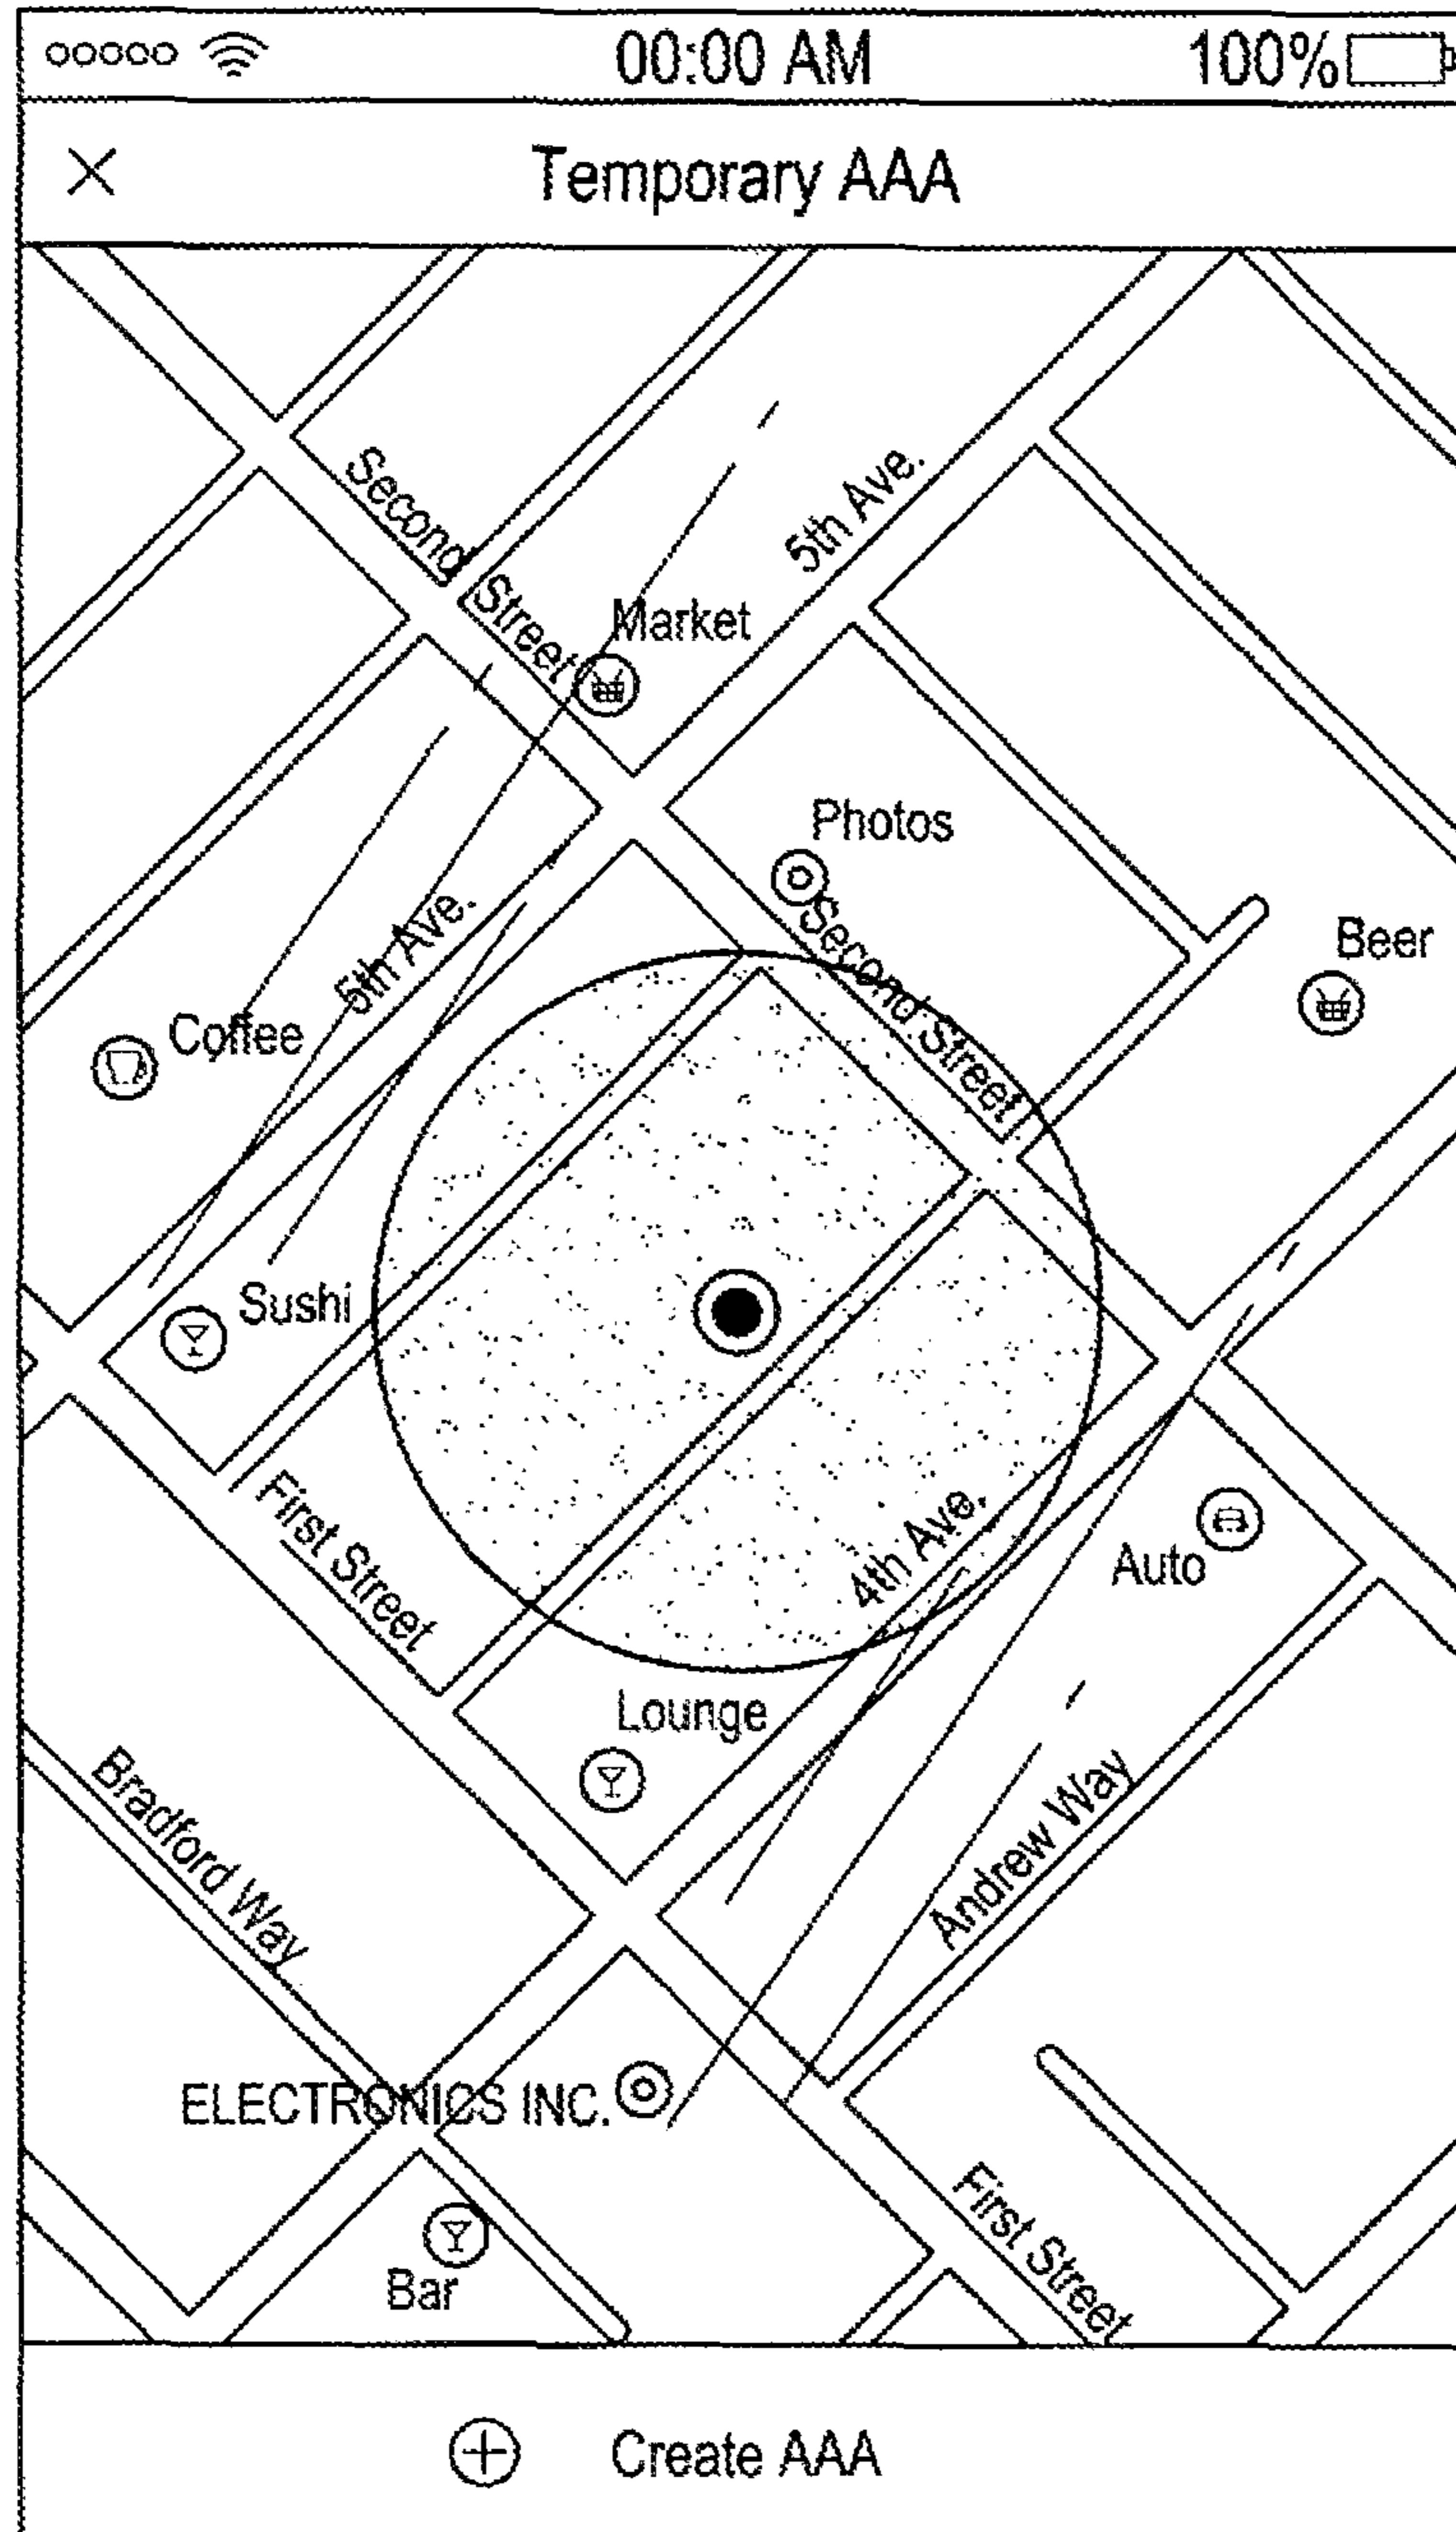 00:00 AM 100%
Temporary AAA
Second Street
5th Ave.
Market
Photos
Second Street
Beer
5th Ave.
Coffee
Sushi
First Street
4th Ave.
Auto
Lounge
Bradford Way
Andrew Way
ELECTRONICS INC.
First Street
Bar
Create AAA